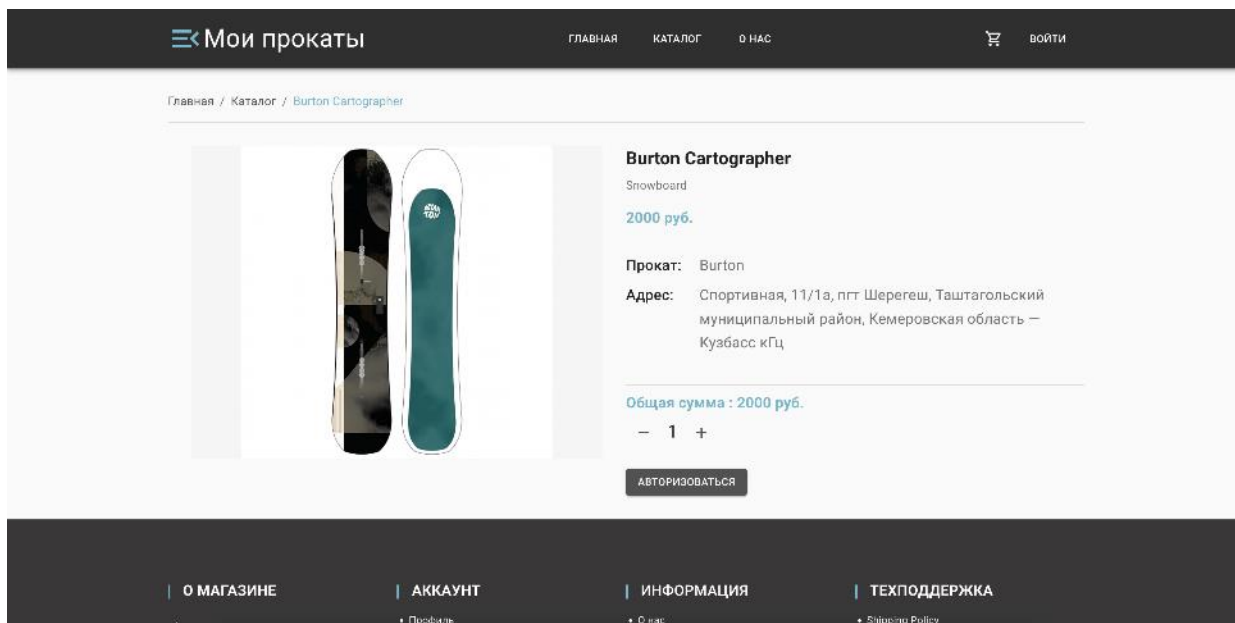 Мои прокаты
ГЛАВНАЯ КАТАЛОГ О НАС
ВОЙТИ
Главная / Каталог / Burton Cartographer
Burton Cartographer
Snowboard
2000 руб.
Прокат: Burton
Адрес: Спортивная, 11/1а, пгт Шерегеш, Таштагольский
муниципальный район, Кемеровская область —
Кузбасс кГц
Общая сумма : 2000 руб.
— 1 +
АВТОРИЗОВАТЬСЯ
О МАГАЗИНЕ АККАУНТ ИНФОРМАЦИЯ ТЕХПОДДЕРЖКА
• Профиль • О нас • Shipping Policy